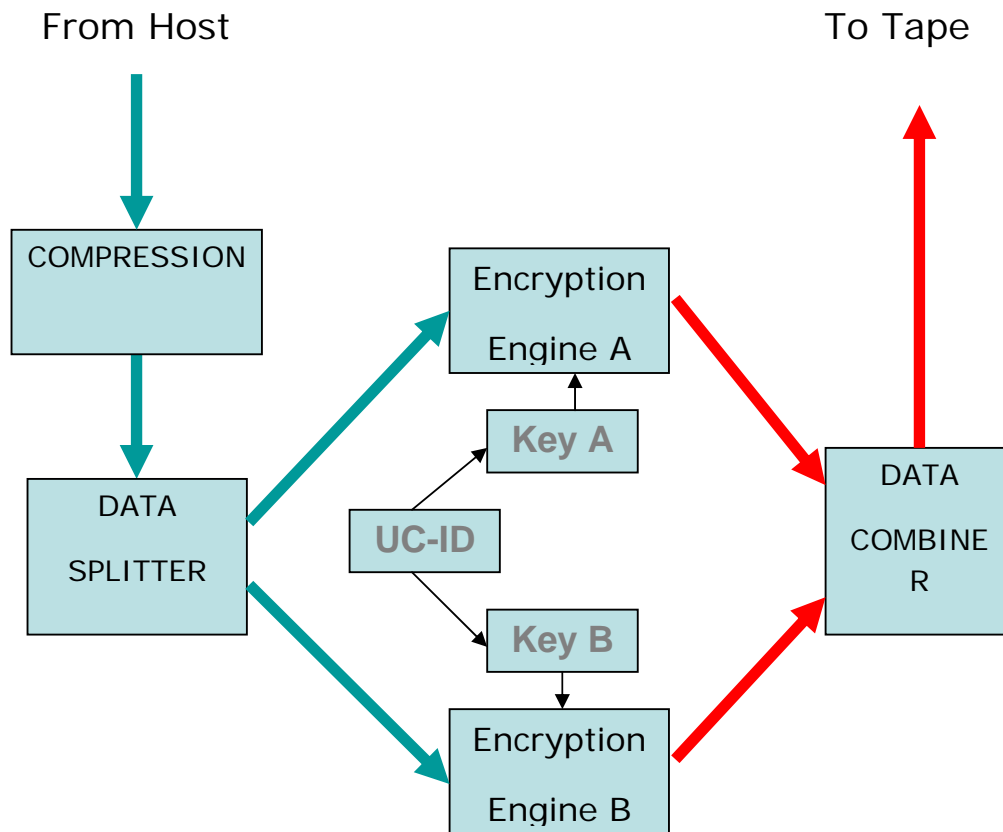 From Host
To Tape
COMPRESSION
Encryption
Engine A
Key A
DATA
SPLITTER
UC-ID
DATA
COMBINE
R
Key B
Encryption
Engine B